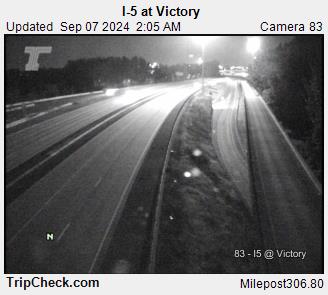 I-5 at Victory
Updated Sep 07 2024 2:05 AM Camera 83
T
N
83 - I5 @ Victory
TripCheck.com Milepost306.80